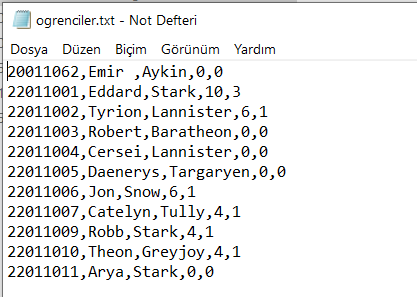 ogrenciler.txt - Not Defteri
Dosya Düzen Biçim Görünüm Yardım
20011062,Emir ,Aykin,0,0
22011001,Eddard,Stark,10,3
22011002,Tyrion,Lannister,6,1
22011003,Robert,Baratheon,0,0
22011004,Cersei,Lannister,0,0
22011005,Daenerys,Targaryen,0,0
22011006,Jon,Snow,6,1
22011007,Catelyn,Tully,4,1
22011009,Robb,Stark,4,1
22011010,Theon,Greyjoy,4,1
22011011,Arya,Stark,0,0